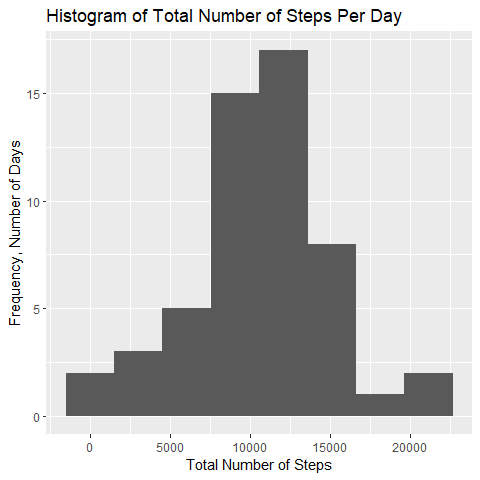 Histogram of Total Number of Steps Per Day
Frequency, Number of Days
15
10
5
0
0 5000 10000 15000 20000
Total Number of Steps